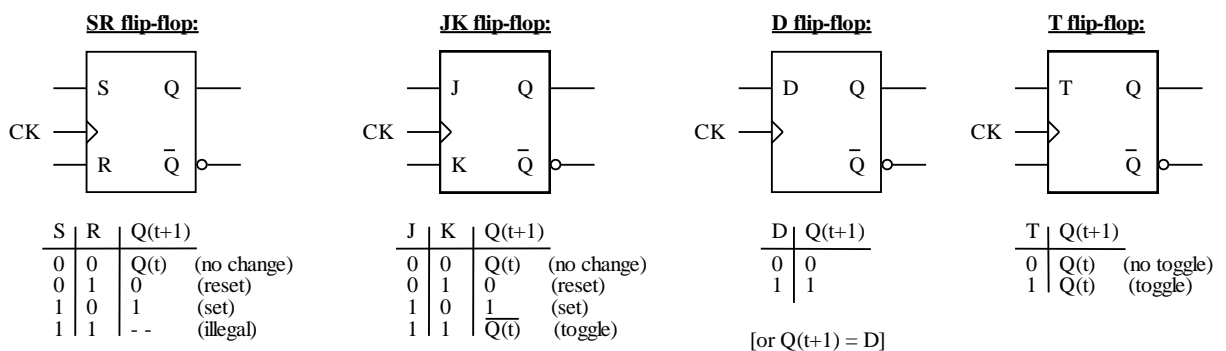 SR flip-flop:
S Q
CK
R Q̅
S R Q(t+1)
0 0 Q(t) (no change)
0 1 0 (reset)
1 0 1 (set)
1 1 - - (illegal)
JK flip-flop:
J Q
CK
K Q̅
J K Q(t+1)
0 0 Q(t) (no change)
0 1 0 (reset)
1 0 1 (set)
1 1 Q̅(̅t̅)̅ (toggle)
D flip-flop:
D Q
CK
Q̅
D Q(t+1)
0 0
1 1
[or Q(t+1) = D]
T flip-flop:
T Q
CK
Q̅
T Q(t+1)
0 Q(t) (no toggle)
1 Q(t) (toggle)